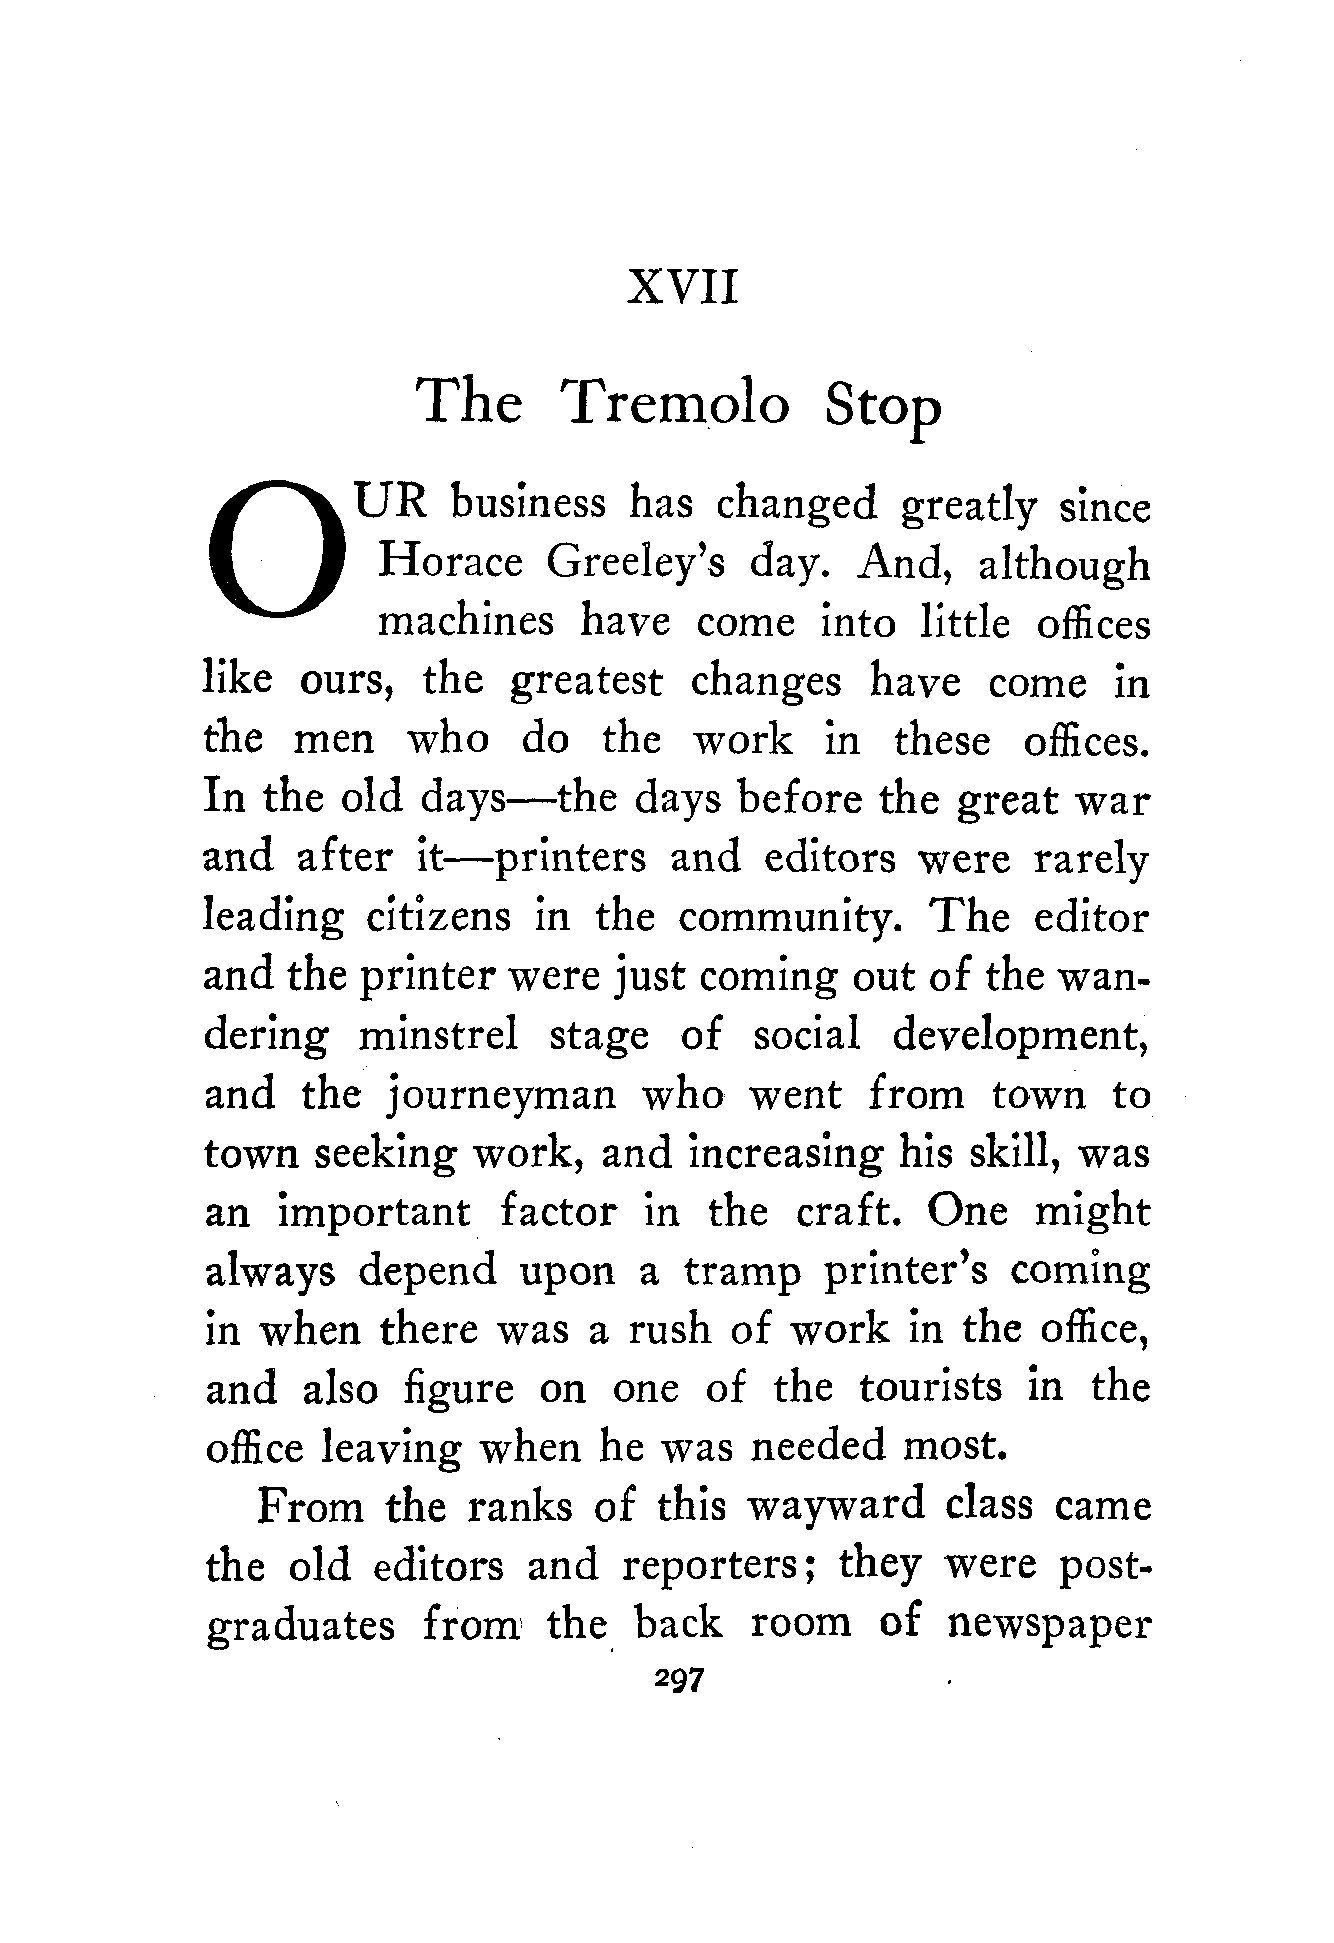 XVII
The Tremolo Stop
OUR business has changed greatly since
Horace Greeley's day. And, although
machines have come into little offices
like ours, the greatest changes have come in
the men who do the work in these offices.
In the old days—the days before the great war
and after it—printers and editors were rarely
leading citizens in the community. The editor
and the printer were just coming out of the wan-
dering minstrel stage of social development,
and the journeyman who went from town to
town seeking work, and increasing his skill, was
an important factor in the craft. One might
always depend upon a tramp printer's coming
in when there was a rush of work in the office,
and also figure on one of the tourists in the
office leaving when he was needed most.
From the ranks of this wayward class came
the old editors and reporters; they were post-
graduates from the back room of newspaper
297